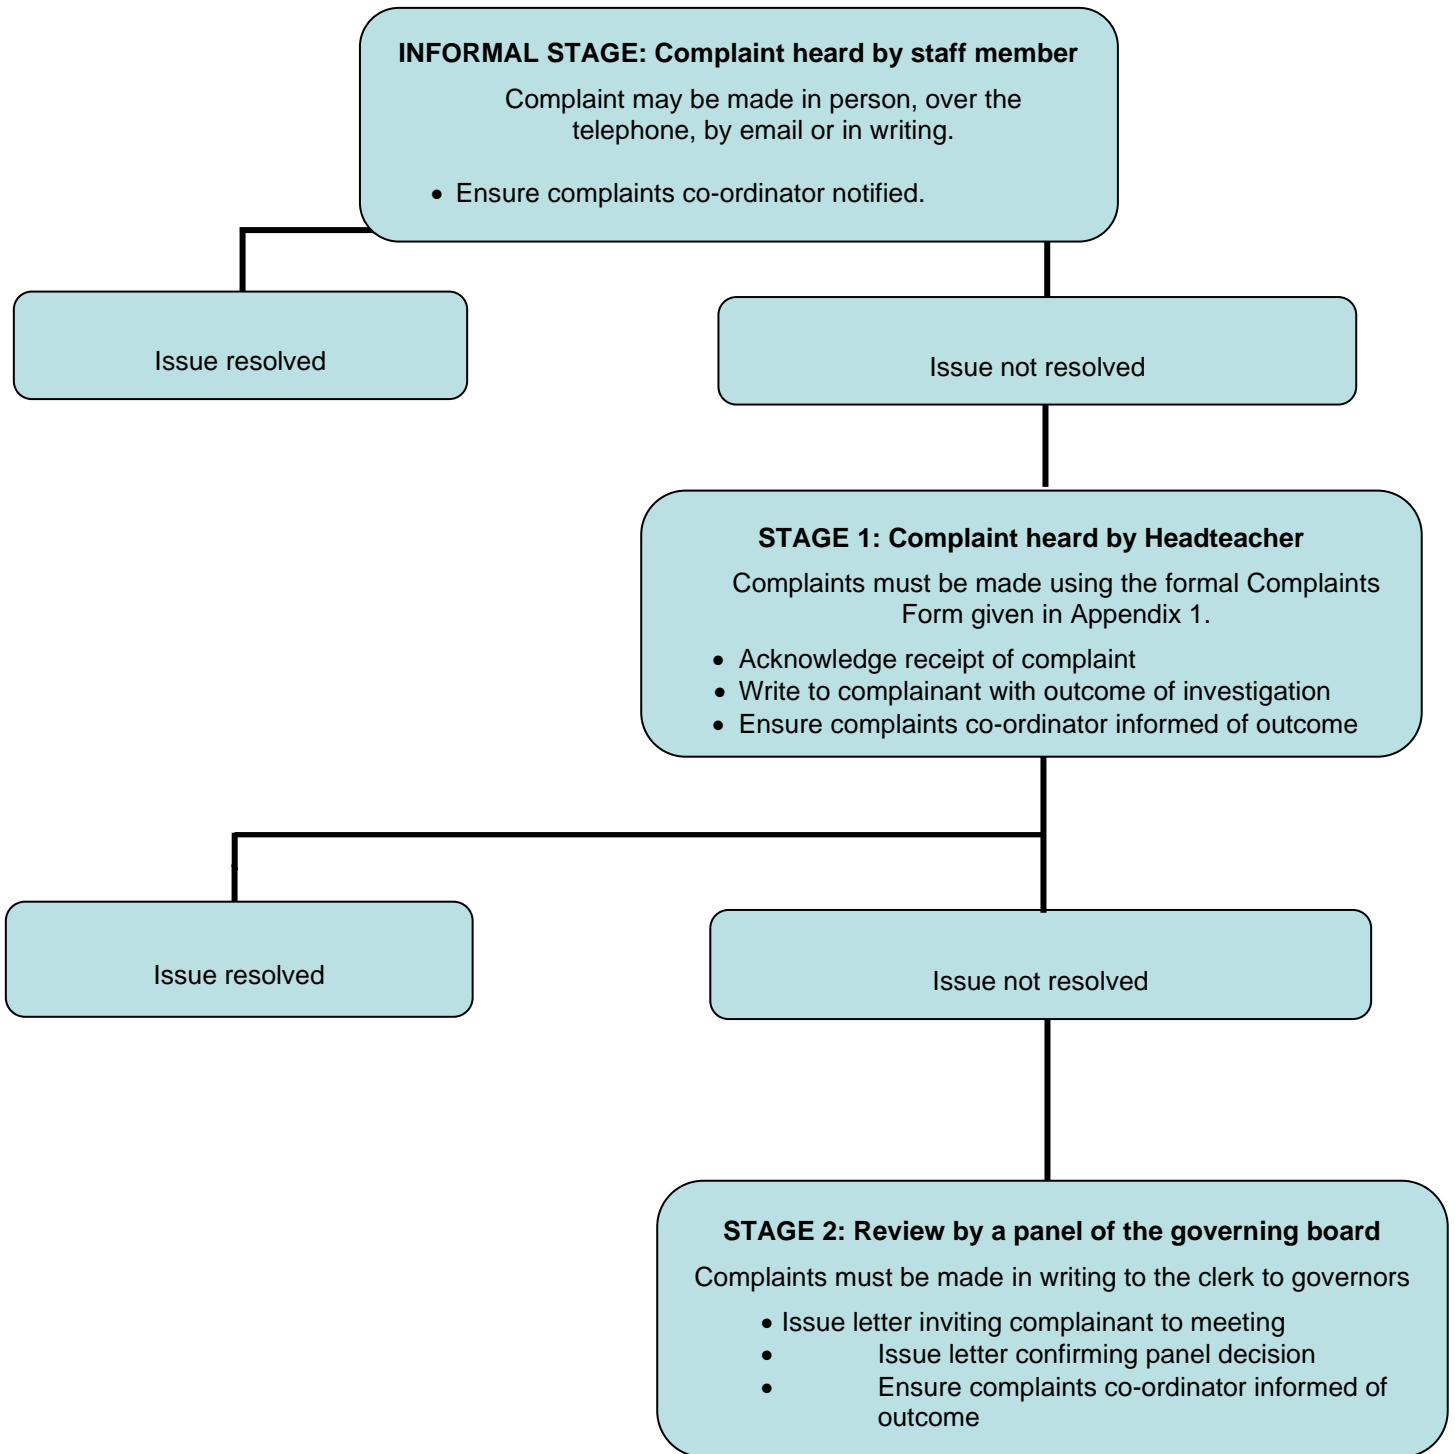 INFORMAL STAGE: Complaint heard by staff member
Complaint may be made in person, over the
telephone, by email or in writing.
• Ensure complaints co-ordinator notified.
Issue resolved
Issue not resolved
STAGE 1: Complaint heard by Headteacher
Complaints must be made using the formal Complaints
Form given in Appendix 1.
• Acknowledge receipt of complaint
• Write to complainant with outcome of investigation
• Ensure complaints co-ordinator informed of outcome
Issue resolved
Issue not resolved
STAGE 2: Review by a panel of the governing board
Complaints must be made in writing to the clerk to governors
• Issue letter inviting complainant to meeting
• Issue letter confirming panel decision
• Ensure complaints co-ordinator informed of
outcome